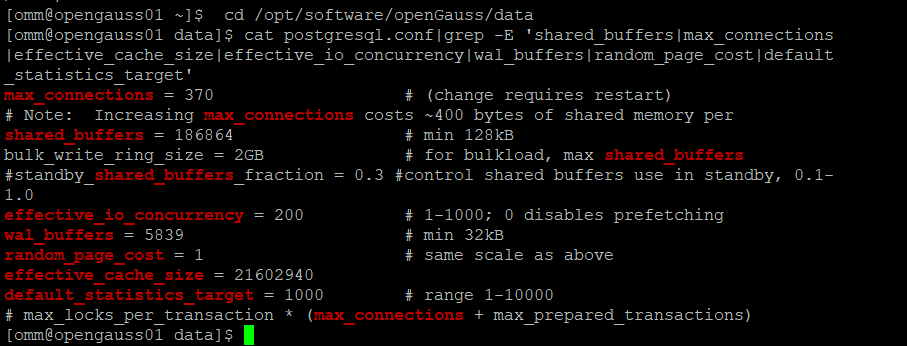 [omm@opengauss01 ~]$  cd /opt/software/openGauss/data
[omm@opengauss01 data]$ cat postgresql.conf|grep -E 'shared_buffers|max_connections
|effective_cache_size|effective_io_concurrency|wal_buffers|random_page_cost|default
_statistics_target'
max_connections = 370                   # (change requires restart)
# Note:  Increasing max_connections costs ~400 bytes of shared memory per
shared_buffers = 186864                 # min 128kB
bulk_write_ring_size = 2GB              # for bulkload, max shared_buffers
#standby_shared_buffers_fraction = 0.3 #control shared buffers use in standby, 0.1-
1.0
effective_io_concurrency = 200          # 1-1000; 0 disables prefetching
wal_buffers = 5839                      # min 32kB
random_page_cost = 1                    # same scale as above
effective_cache_size = 21602940
default_statistics_target = 1000        # range 1-10000
# max_locks_per_transaction * (max_connections + max_prepared_transactions)
[omm@opengauss01 data]$